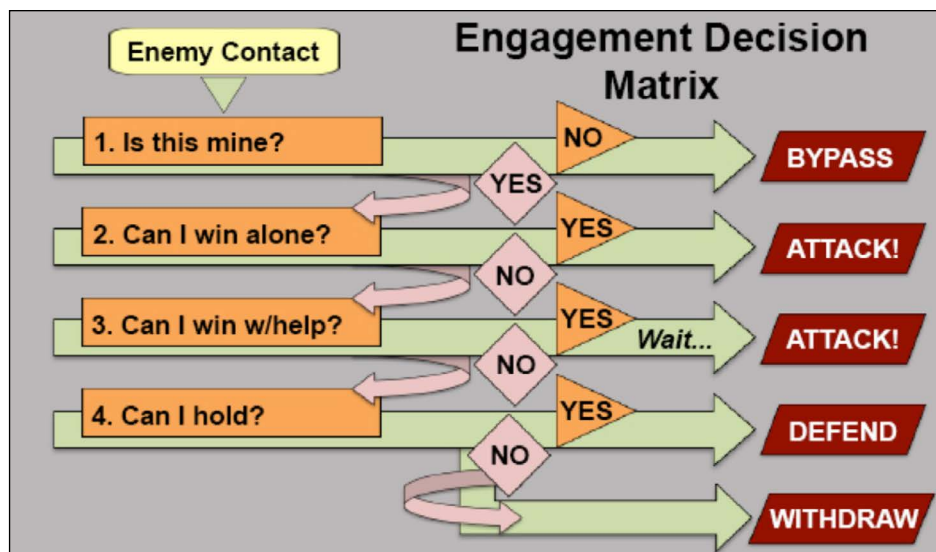 Enemy Contact
Engagement Decision
Matrix
1. Is this mine?
NO
BYPASS
YES
2. Can I win alone?
YES
ATTACK!
NO
3. Can I win w/help?
YES
Wait...
ATTACK!
NO
4. Can I hold?
YES
DEFEND
NO
WITHDRAW